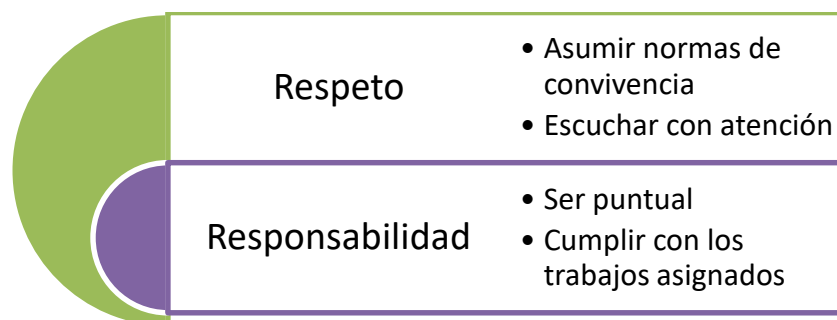 Respeto
• Asumir normas de
convivencia
• Escuchar con atención
Responsabilidad
• Ser puntual
• Cumplir con los
trabajos asignados